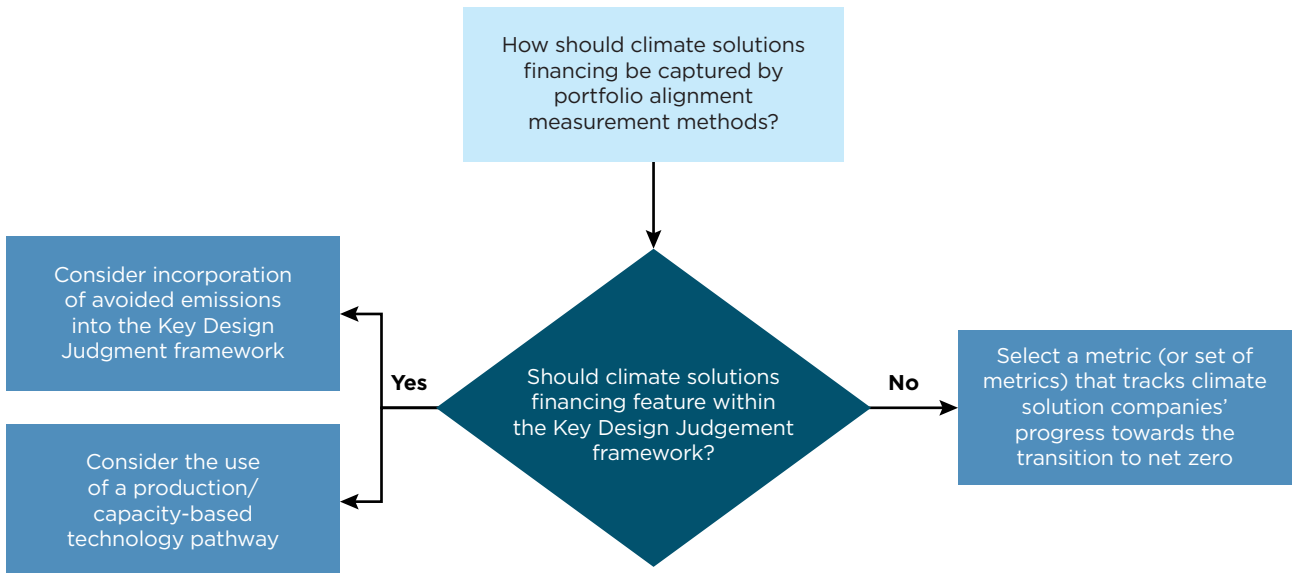 How should climate solutions
financing be captured by
portfolio alignment
measurement methods?
Consider incorporation
of avoided emissions
into the Key Design
Judgment framework
Yes
Should climate solutions
financing feature within
the Key Design Judgement
framework?
No
Select a metric (or set of
metrics) that tracks climate
solution companies’
progress towards the
transition to net zero
Consider the use
of a production/
capacity-based
technology pathway